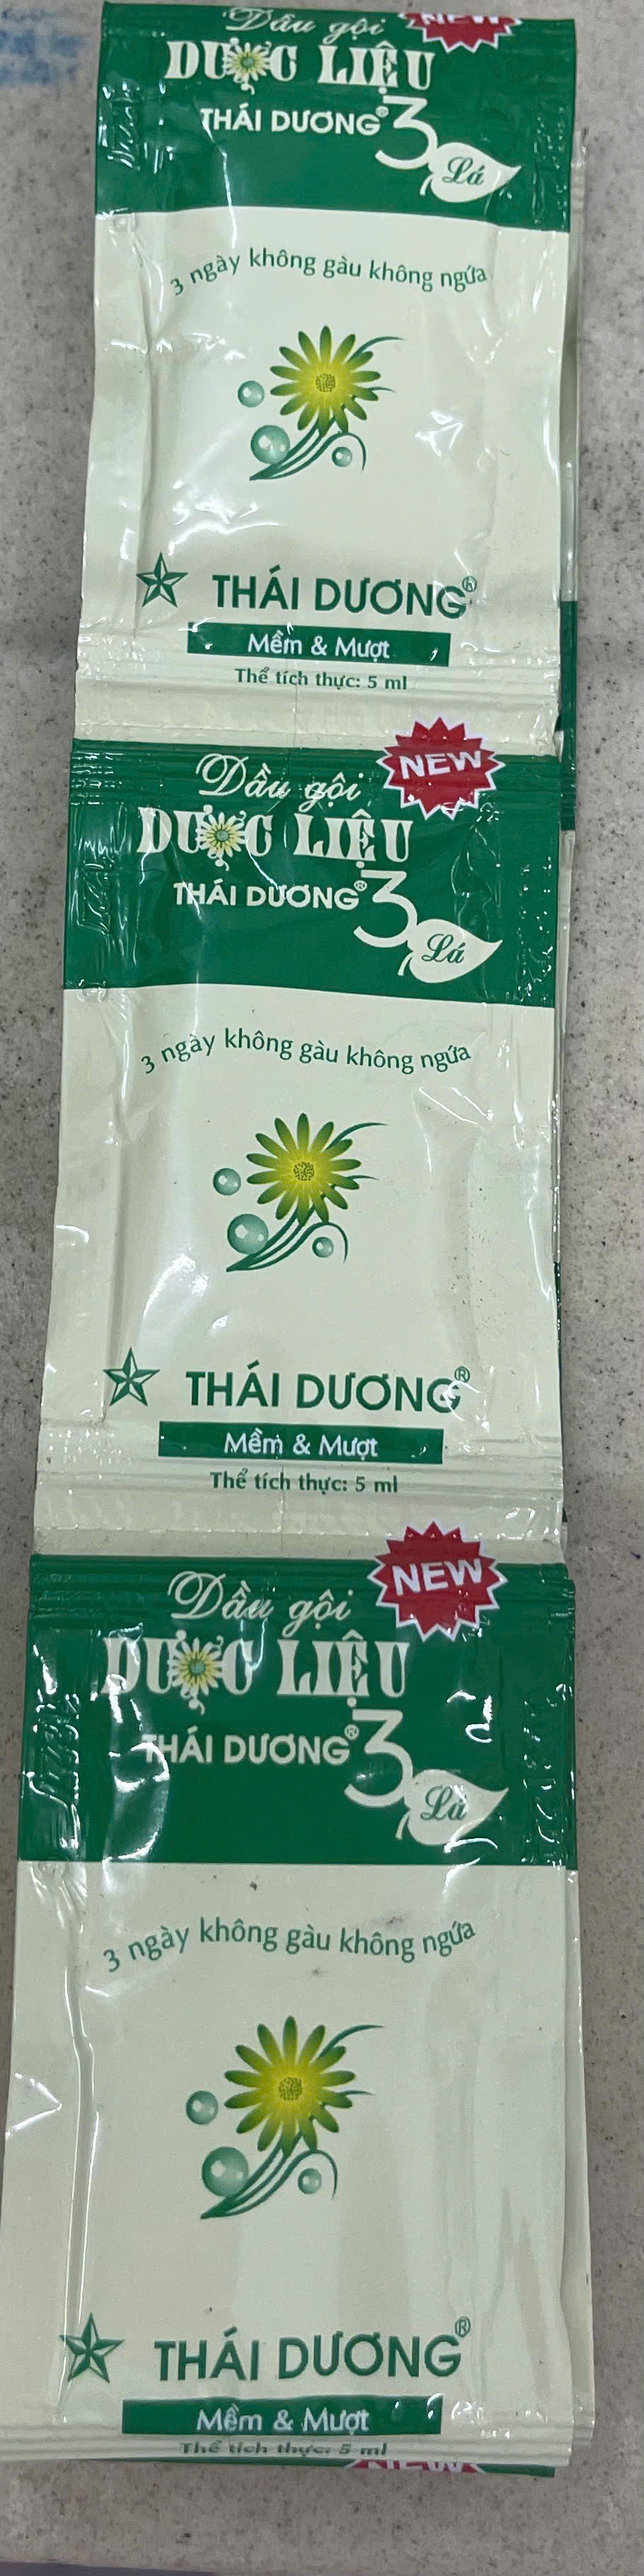 NEW
Dầu gội
DƯỢC LIỆU
THÁI DƯƠNG® 3
Lá
3 ngày không gàu không ngứa
THÁI DƯƠNG®
Mềm & Mượt
Thể tích thực: 5 ml
NEW
Dầu gội
DƯỢC LIỆU
THÁI DƯƠNG® 3
Lá
3 ngày không gàu không ngứa
THÁI DƯƠNG®
Mềm & Mượt
Thể tích thực: 5 ml
NEW
Dầu gội
DƯỢC LIỆU
THÁI DƯƠNG® 3
Lá
3 ngày không gàu không ngứa
THÁI DƯƠNG®
Mềm & Mượt
Thể tích thực: 5 ml
NEW